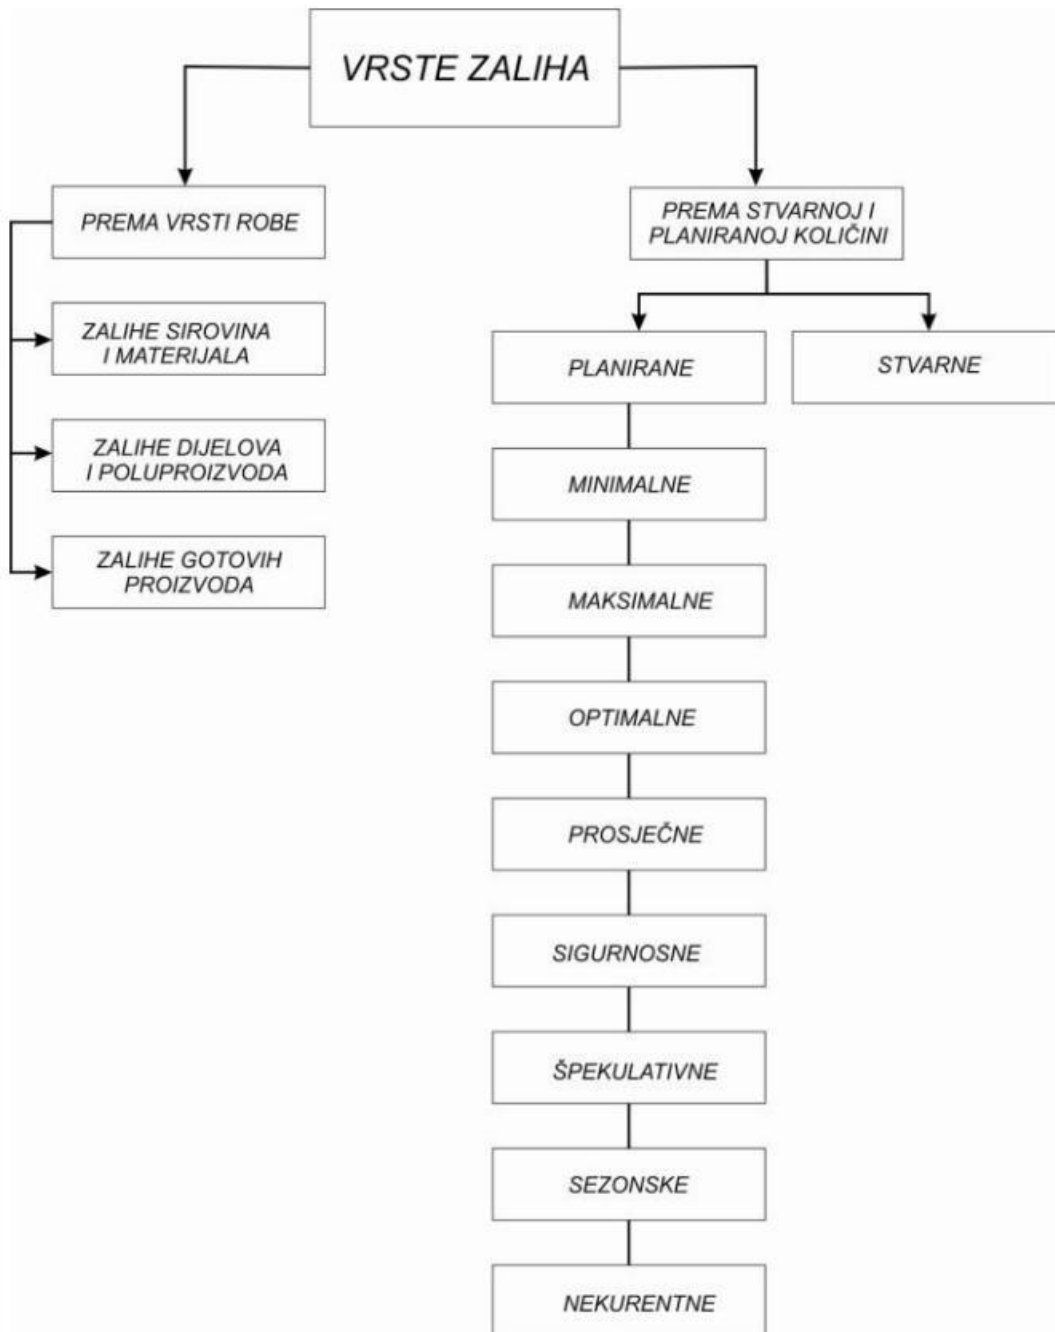 VRSTE ZALIHA
PREMA VRSTI ROBE
ZALIHE SIROVINA
I MATERIJALA
ZALIHE DIJELOVA
I POLUPROIZVODA
ZALIHE GOTOVIH
PROIZVODA
PREMA STVARNOJ I
PLANIRANOJ KOLIČINI
PLANIRANE
STVARNE
MINIMALNE
MAKSIMALNE
OPTIMALNE
PROSJEČNE
SIGURNOSNE
ŠPEKULATIVNE
SEZONSKE
NEKURENTNE